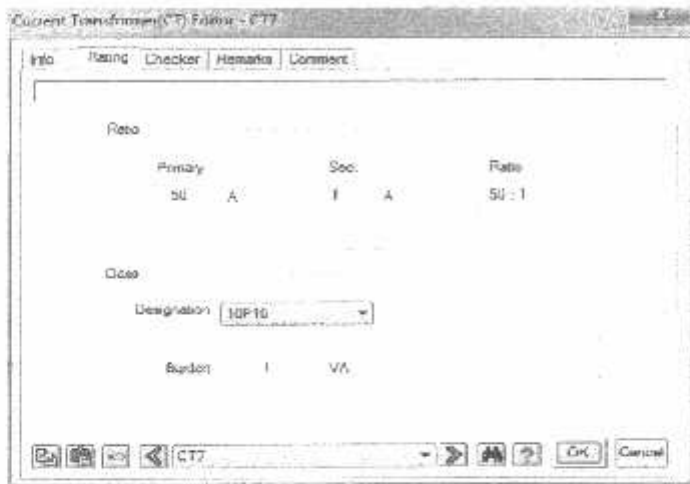 Current Transformer(CT) Editor - CT7
Info Rating Checker Remarks Comment
Ratio
Primary Sec. Ratio
50 A 1 A 50 : 1
Class
Designation 10P10
Burden 1 VA
CT7 OK Cancel